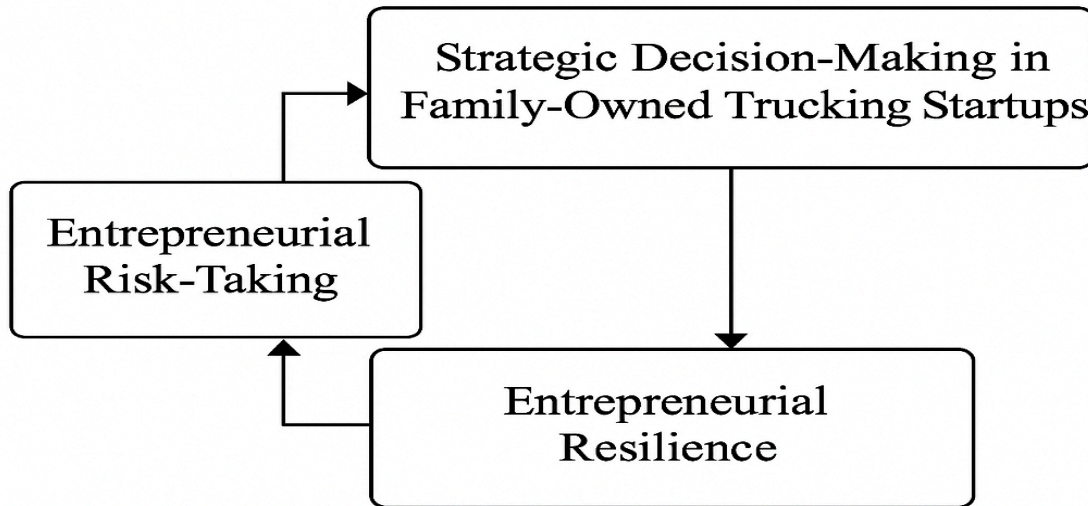 Strategic Decision-Making in
Family-Owned Trucking Startups
Entrepreneurial
Risk-Taking
Entrepreneurial
Resilience